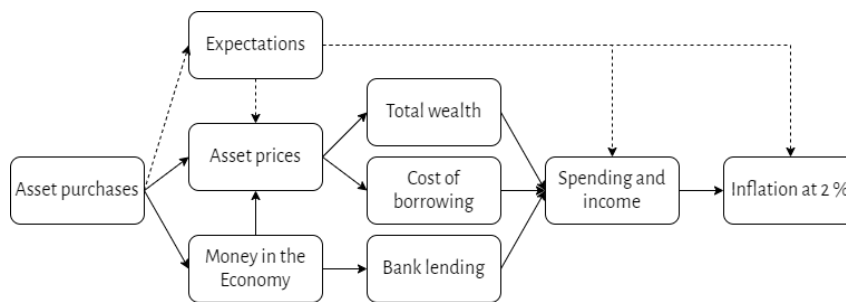 Expectations
Total wealth
Asset prices
Asset purchases
Cost of
borrowing
Spending and
income
Inflation at 2 %
Money in the
Economy
Bank lending